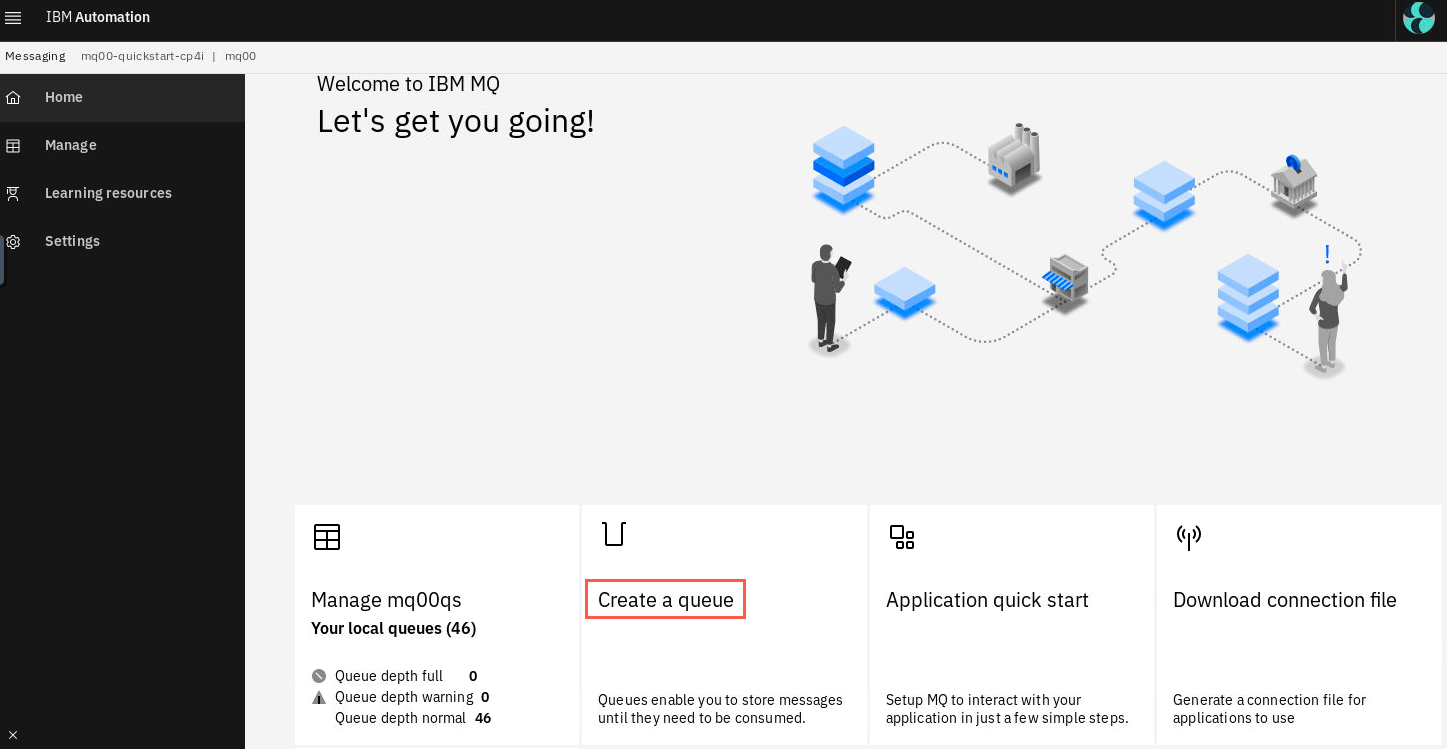 IBM Automation
Messaging mq00-quickstart-cp4i | mq00
Home
Manage
Learning resources
Settings
Welcome to IBM MQ
Let's get you going!
!
Manage mq00qs
Your local queues (46)
Queue depth full 0
Queue depth warning 0
Queue depth normal 46
Create a queue
Queues enable you to store messages
until they need to be consumed.
Application quick start
Setup MQ to interact with your
application in just a few simple steps.
Download connection file
Generate a connection file for
applications to use